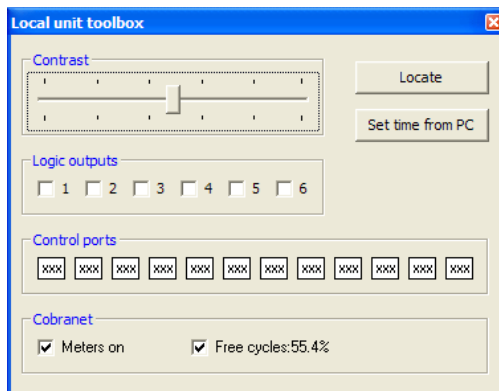 Local unit toolbox
Contrast
Locate
Set time from PC
Logic outputs
1 2 3 4 5 6
Control ports
xxx xxx xxx xxx xxx xxx xxx xxx xxx xxx xxx xxx
Cobranet
Meters on Free cycles:55.4%